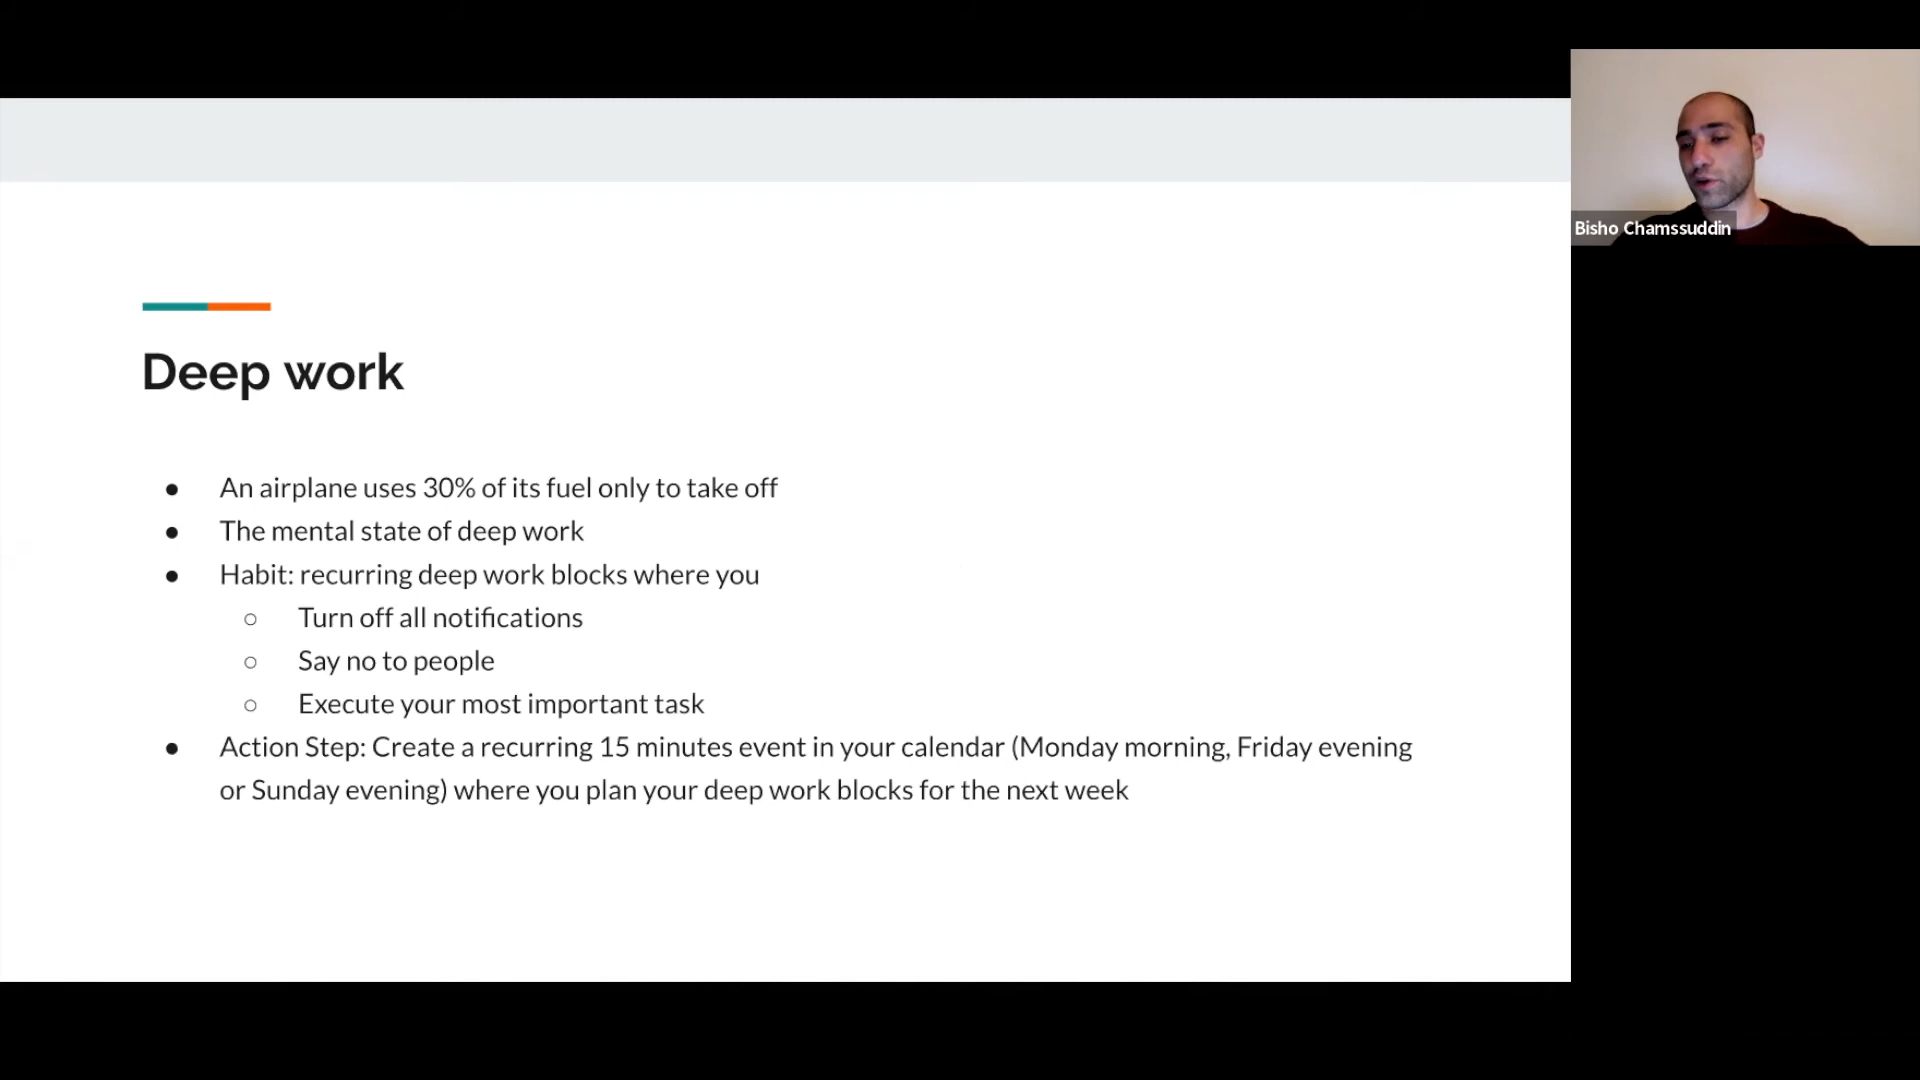 Bisho Chamssuddin
Deep work
● An airplane uses 30% of its fuel only to take off
● The mental state of deep work
● Habit: recurring deep work blocks where you
○ Turn off all notifications
○ Say no to people
○ Execute your most important task
● Action Step: Create a recurring 15 minutes event in your calendar (Monday morning, Friday evening
or Sunday evening) where you plan your deep work blocks for the next week